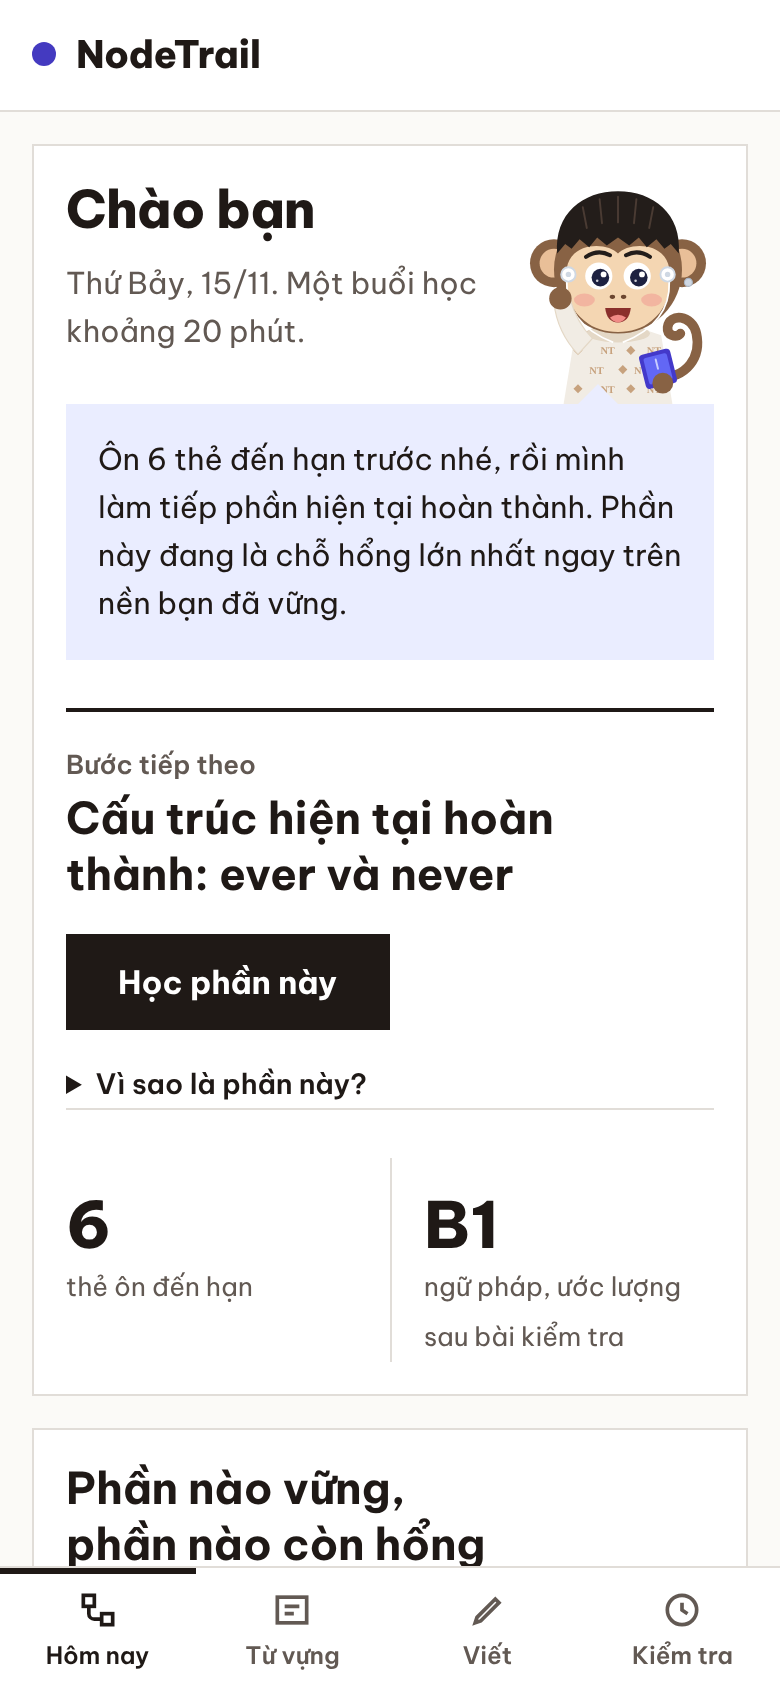 NodeTrail
Chào bạn
Thứ Bảy, 15/11. Một buổi học
khoảng 20 phút.
NT NT
NT
NT
Ôn 6 thẻ đến hạn trước nhé, rồi mình
làm tiếp phần hiện tại hoàn thành. Phần
này đang là chỗ hổng lớn nhất ngay trên
nền bạn đã vững.
Bước tiếp theo
Cấu trúc hiện tại hoàn
thành: ever và never
Học phần này
Vì sao là phần này?
6
thẻ ôn đến hạn
B1
ngữ pháp, ước lượng
sau bài kiểm tra
Phần nào vững,
phần nào còn hổng
Hôm nay
Từ vựng
Viết
Kiểm tra